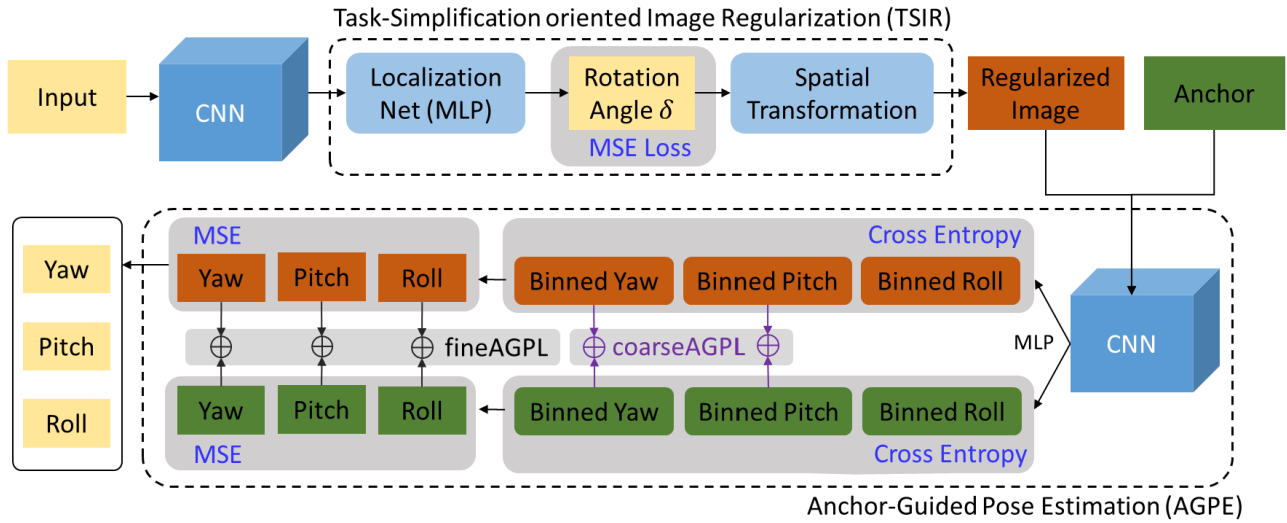 Task-Simplification oriented Image Regularization (TSIR)
Input
CNN
Localization
Net (MLP)
Rotation
Angle δ
MSE Loss
Spatial
Transformation
Regularized
Image
Anchor
Yaw
Pitch
Roll
MSE
Yaw
Pitch
Roll
Cross Entropy
Binned Yaw
Binned Pitch
Binned Roll
fineAGPL
coarseAGPL
MLP
CNN
Yaw
Pitch
Roll
MSE
Binned Yaw
Binned Pitch
Binned Roll
Cross Entropy
Anchor-Guided Pose Estimation (AGPE)